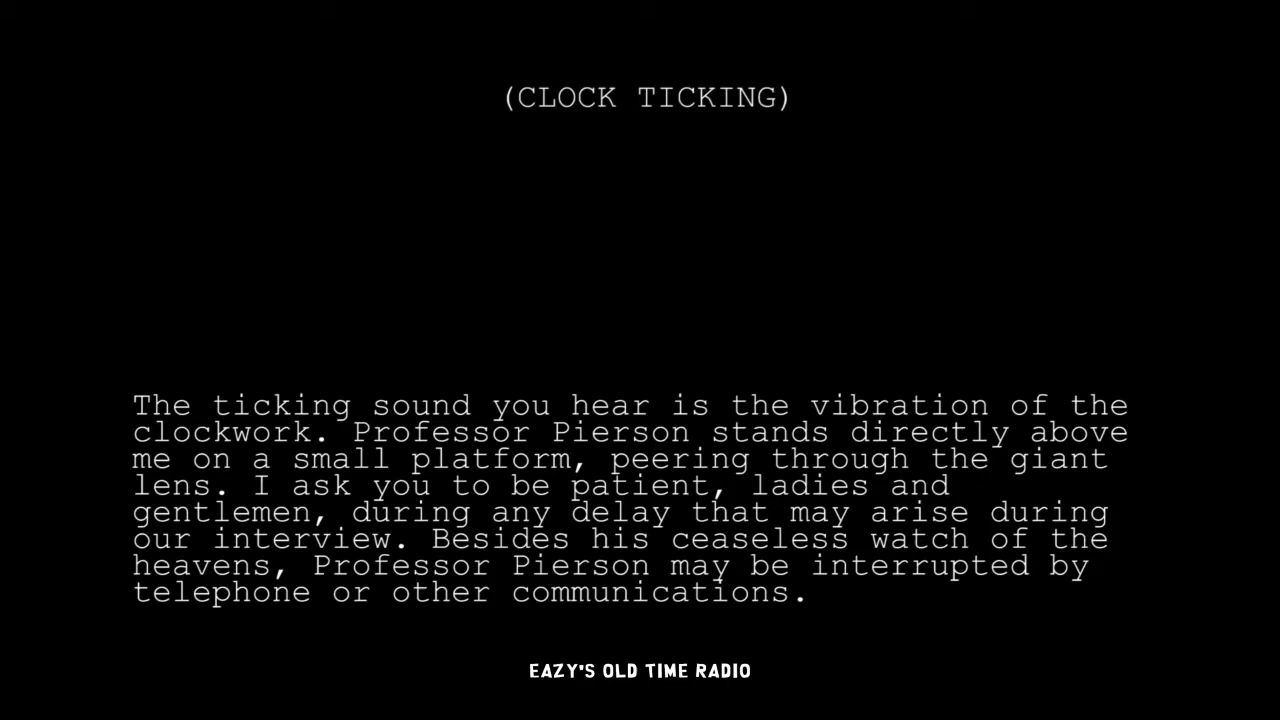 (CLOCK TICKING)
The ticking sound you hear is the vibration of the
clockwork. Professor Pierson stands directly above
me on a small platform, peering through the giant
lens. I ask you to be patient, ladies and
gentlemen, during any delay that may arise during
our interview. Besides his ceaseless watch of the
heavens, Professor Pierson may be interrupted by
telephone or other communications.
EAZY'S OLD TIME RADIO